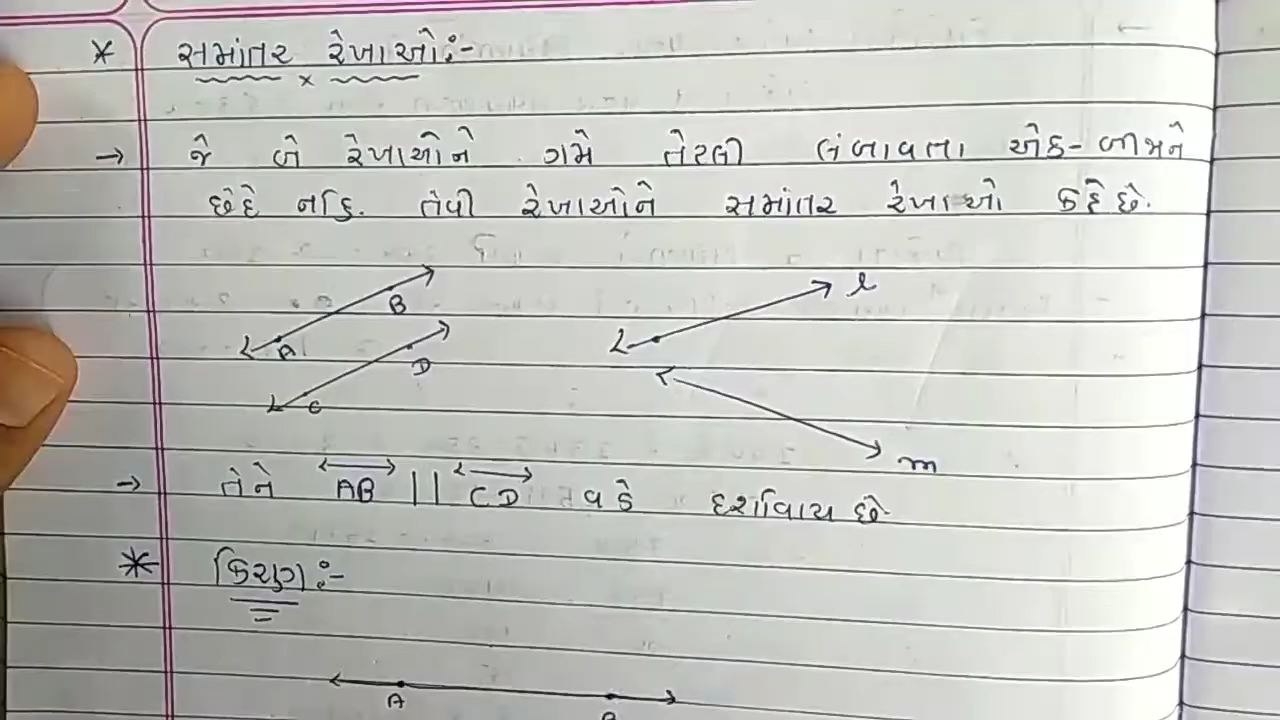 * સમાંતર રેખાઓ:-
→ જે બે રેખાઓને ગમે તેટલી લંબાવતા એક-બીજાને
છેદે નહિ. તેવી રેખાઓને સમાંતર રેખાઓ કહે છે.
B l
A D
C
m
→ તેને AB || CD વડે દર્શાવાય છે
* કિરણ:-
A